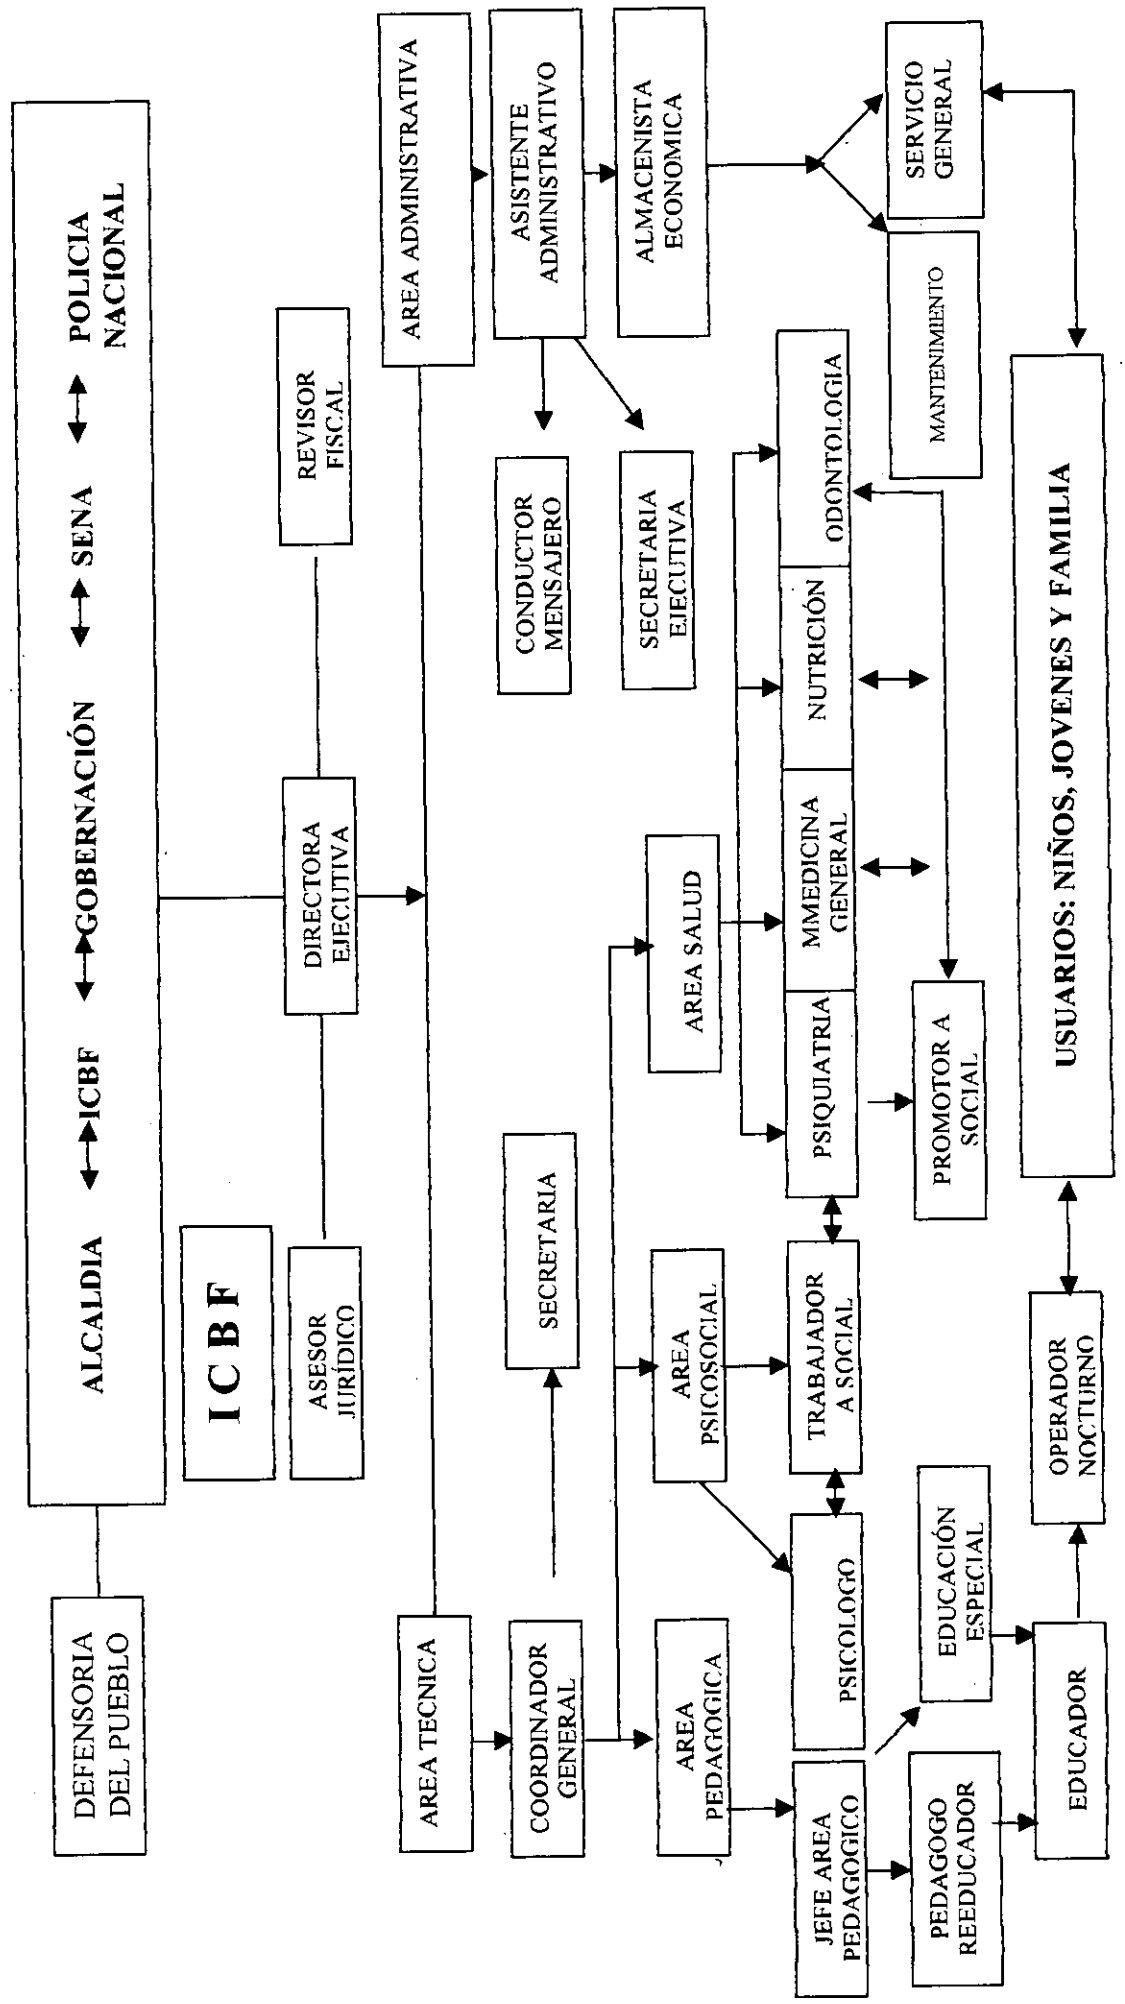 DEFENSORIA
DEL PUEBLO
ALCALDIA ICBF GOBERNACIÓN SENA POLICIA
NACIONAL
I C B F
ASESOR
JURÍDICO
DIRECTORA
EJECUTIVA
REVISOR
FISCAL
AREA TECNICA
AREA ADMINISTRATIVA
COORDINADOR
GENERAL
SECRETARIA
CONDUCTOR
MENSAJERO
ASISTENTE
ADMINISTRATIVO
AREA
PEDAGOGICA
AREA
PSICOSOCIAL
AREA SALUD
SECRETARIA
EJECUTIVA
ALMACENISTA
ECONOMICA
JEFE AREA
PEDAGOGICO
PSICOLOGO
TRABAJADOR
A SOCIAL
PSIQUIATRIA
MMEDICINA
GENERAL
NUTRICIÓN
ODONTOLOGIA
PEDAGOGO
REEDUCADOR
EDUCACIÓN
ESPECIAL
PROMOTOR A
SOCIAL
MANTENIMIENTO
SERVICIO
GENERAL
EDUCADOR
OPERADOR
NOCTURNO
USUARIOS: NIÑOS, JOVENES Y FAMILIA